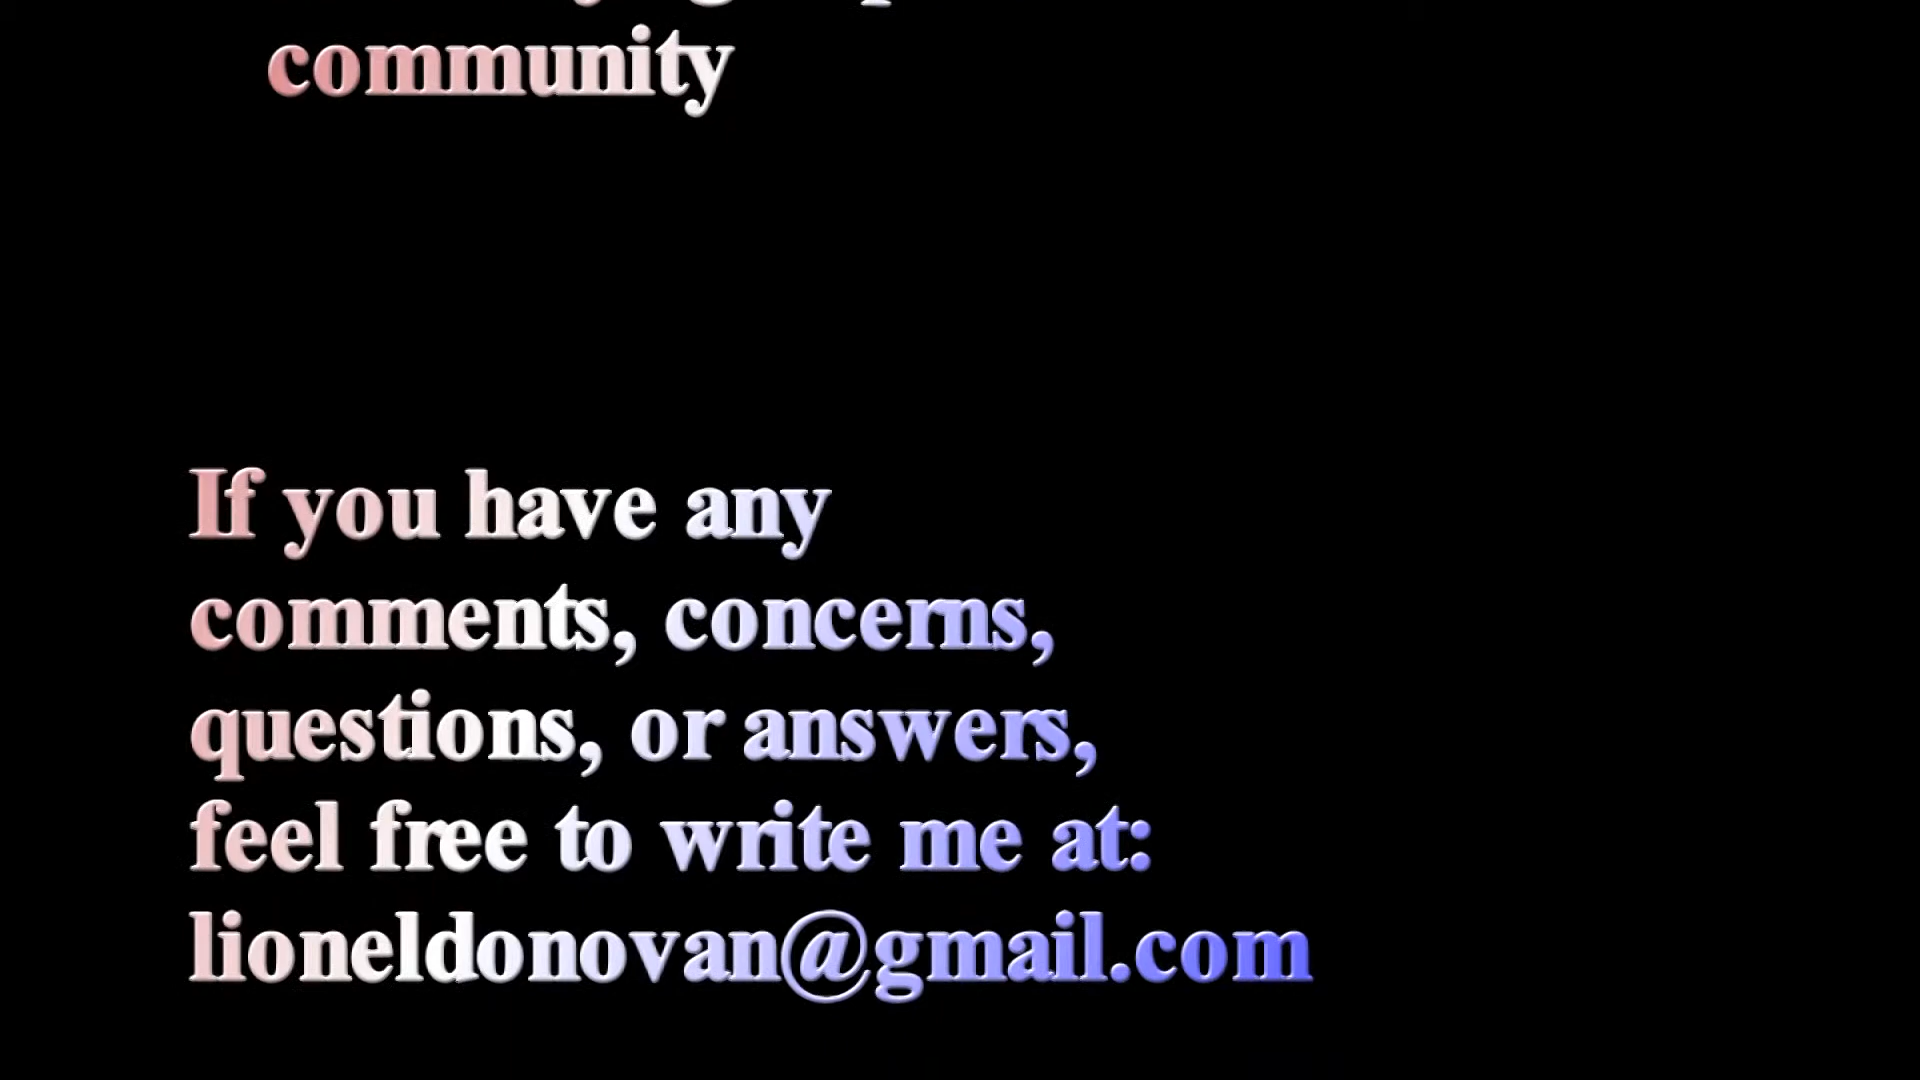 community
If you have any
comments, concerns,
questions, or answers,
feel free to write me at:
lioneldonovan@gmail.com